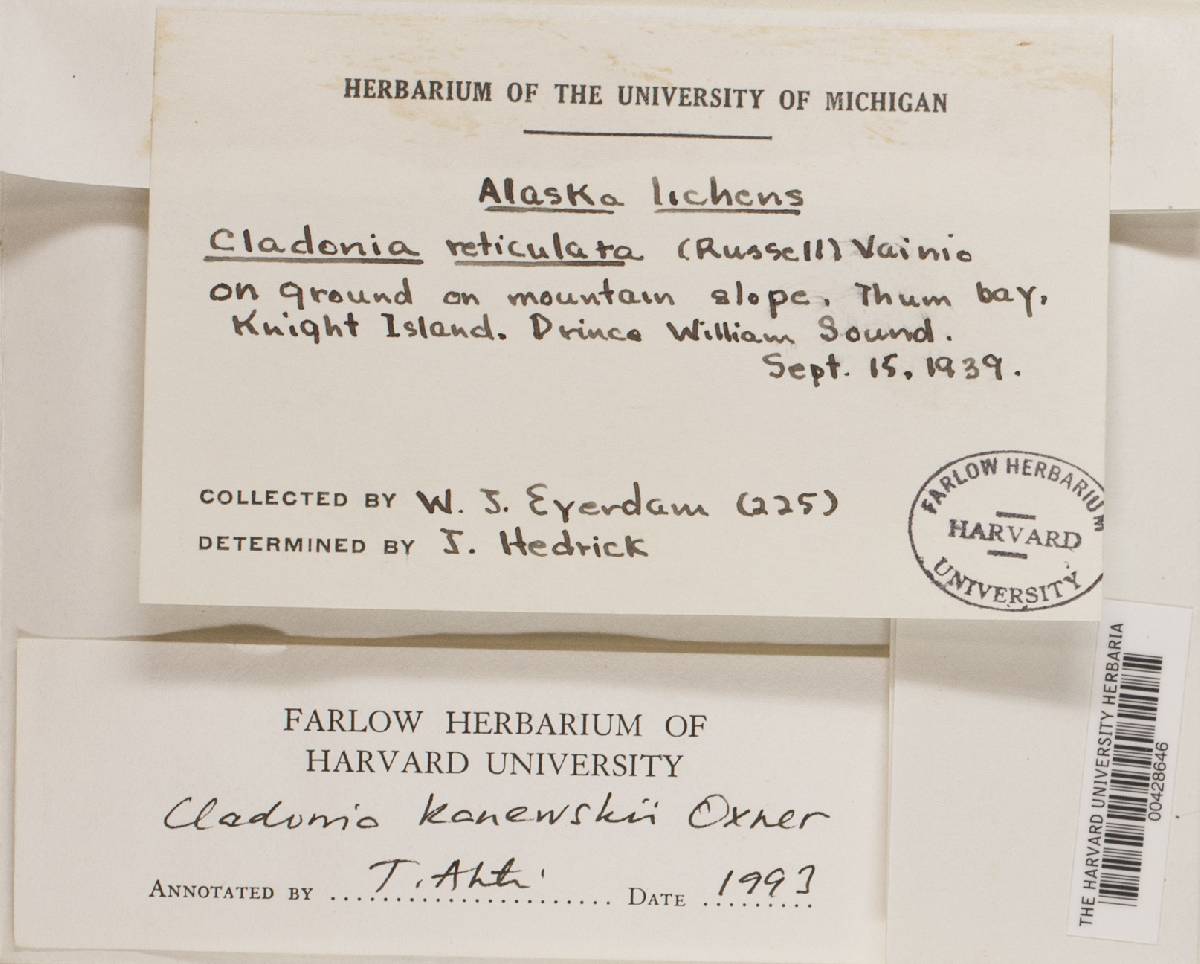 HERBARIUM OF THE UNIVERSITY OF MICHIGAN
Alaska lichens
Cladonia reticulata (Russell) Vainio
on ground on mountain slope, Thum bay,
Knight Island. Prince William Sound.
Sept. 15, 1939.
COLLECTED BY W. J. Eyerdam (225)
DETERMINED BY J. Hedrick
FARLOW HERBARIUM
HARVARD
UNIVERSITY
FARLOW HERBARIUM OF
HARVARD UNIVERSITY
Cladonia kanewskii Oxner
ANNOTATED BY T. Ahti DATE 1993
THE HARVARD UNIVERSITY HERBARIA
00428646